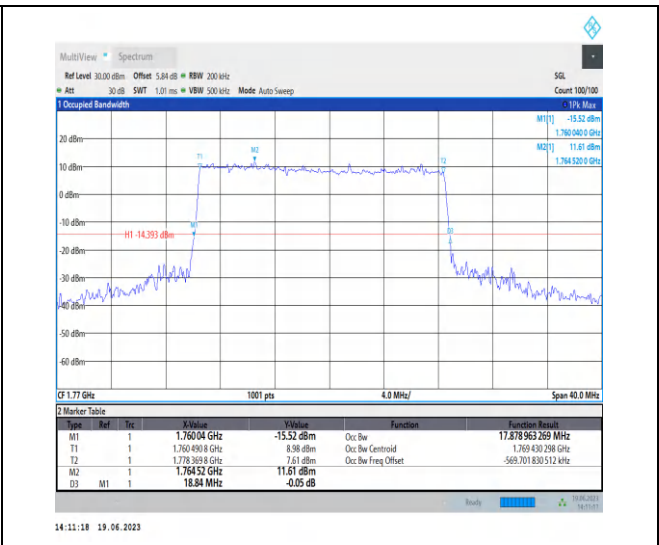 MultiView Spectrum
Ref Level 30.00 dBm Offset 5.84 dB RBW 200 kHz SGL
Att 30 dB SWT 1.01 ms VBW 500 kHz Mode Auto Sweep Count 100/100
1 Occupied Bandwidth 1Pk Max
M1[1] -15.52 dBm
1.760 040 0 GHz
20 dBm M2[1] 11.61 dBm
M2
T1 T2 1.764 520 0 GHz
10 dBm
0 dBm
-10 dBm
M1 D3
H1 -14.393 dBm
-20 dBm
-30 dBm
-40 dBm
-50 dBm
-60 dBm
CF 1.77 GHz 1001 pts 4.0 MHz/ Span 40.0 MHz
2 Marker Table
Type Ref Trc X-Value Y-Value Function Function Result
M1 1 1.760 04 GHz -15.52 dBm Occ Bw 17.878 963 269 MHz
T1 1 1.760 490 8 GHz 8.98 dBm Occ Bw Centroid 1.769 430 298 GHz
T2 1 1.778 369 8 GHz 7.61 dBm Occ Bw Freq Offset -569.701 830 512 kHz
M2 1 1.764 52 GHz 11.61 dBm
D3 M1 1 18.84 MHz -0.05 dB
Ready 19.06.2023
14:11:18 19.06.2023